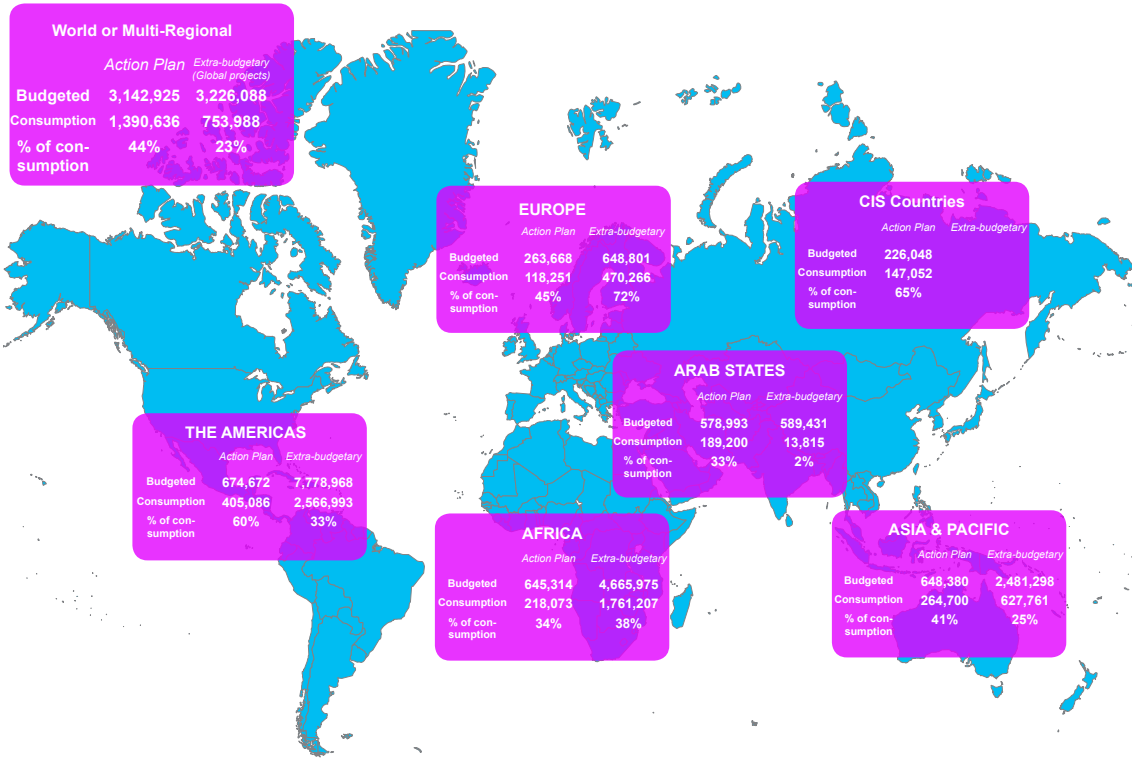 World or Multi-Regional
Action Plan Extra-budgetary
(Global projects)
Budgeted 3,142,925 3,226,088
Consumption 1,390,636 753,988
% of con- 44% 23%
sumption
EUROPE
Action Plan Extra-budgetary
Budgeted 263,668 648,801
Consumption 118,251 470,266
% of con- 45% 72%
sumption
CIS Countries
Action Plan Extra-budgetary
Budgeted 226,048
Consumption 147,052
% of con- 65%
sumption
ARAB STATES
Action Plan Extra-budgetary
Budgeted 578,993 589,431
Consumption 189,200 13,815
% of con- 33% 2%
sumption
THE AMERICAS
Action Plan Extra-budgetary
Budgeted 674,672 7,778,968
Consumption 405,086 2,566,993
% of con- 60% 33%
sumption
AFRICA
Action Plan Extra-budgetary
Budgeted 645,314 4,665,975
Consumption 218,073 1,761,207
% of con- 34% 38%
sumption
ASIA & PACIFIC
Action Plan Extra-budgetary
Budgeted 648,380 2,481,298
Consumption 264,700 627,761
% of con- 41% 25%
sumption